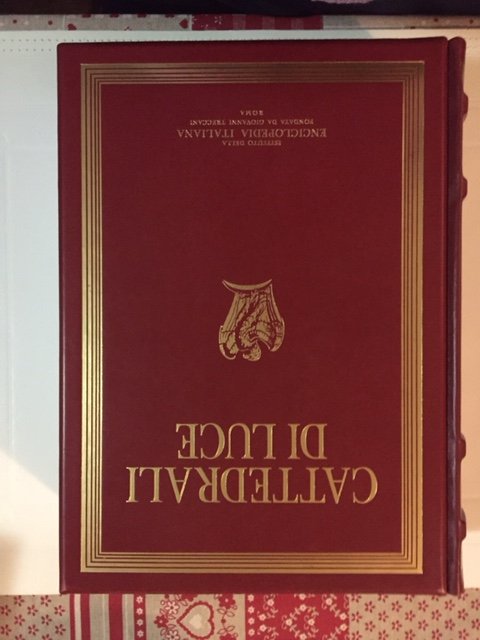 CATTEDRALI
DI LUCE
ISTITUTO DELLA
ENCICLOPEDIA ITALIANA
FONDATA DA GIOVANNI TRECCANI
ROMA